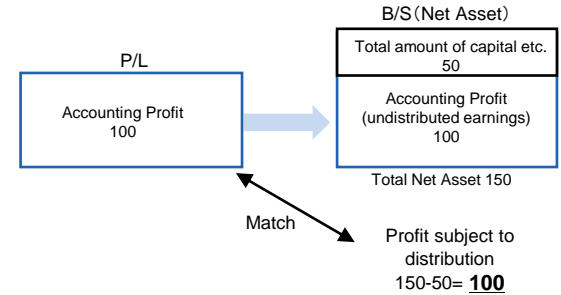 P/L
Accounting Profit
100
B/S(Net Asset)
Total amount of capital etc.
50
Accounting Profit
(undistributed earnings)
100
Total Net Asset 150
Match
Profit subject to
distribution
150-50= 100